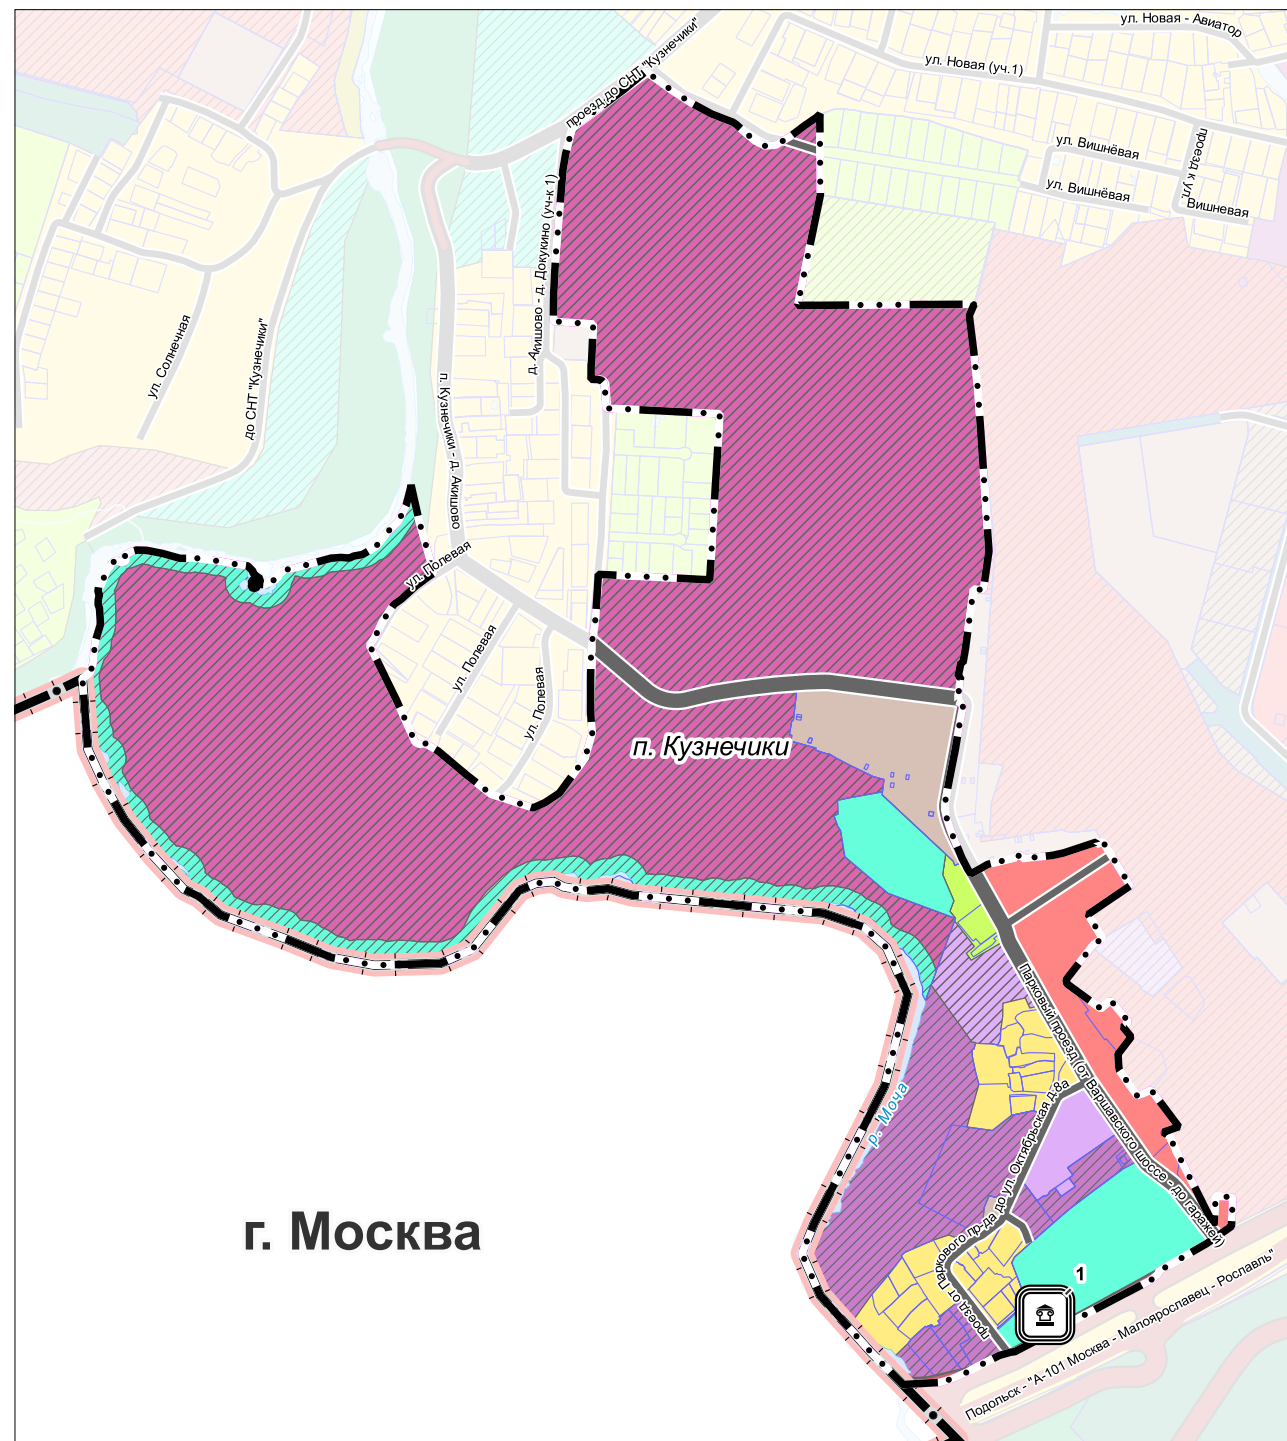 ул. Новая - Авиатор
проезд до СНТ "Кузнечики"
ул. Новая (уч.1)
ул. Вишнёвая
проезд к ул.
Вишневая
ул. Вишнёвая
д. Акишово - д. Докукино (уч-к 1)
ул. Солнечная
до СНТ "Кузнечики"
п. Кузнечики - д. Акишово
ул. Полевая
ул. Полевая
ул. Полевая
п. Кузнечики
Парковый проезд (от Варшавского шоссе - до гаражей)
р. Моча
проезд от Паркового пр-да до ул. Октябрьская д.8а
г. Москва
1
Подольск - "А-101 Москва - Малоярославец - Рославль"